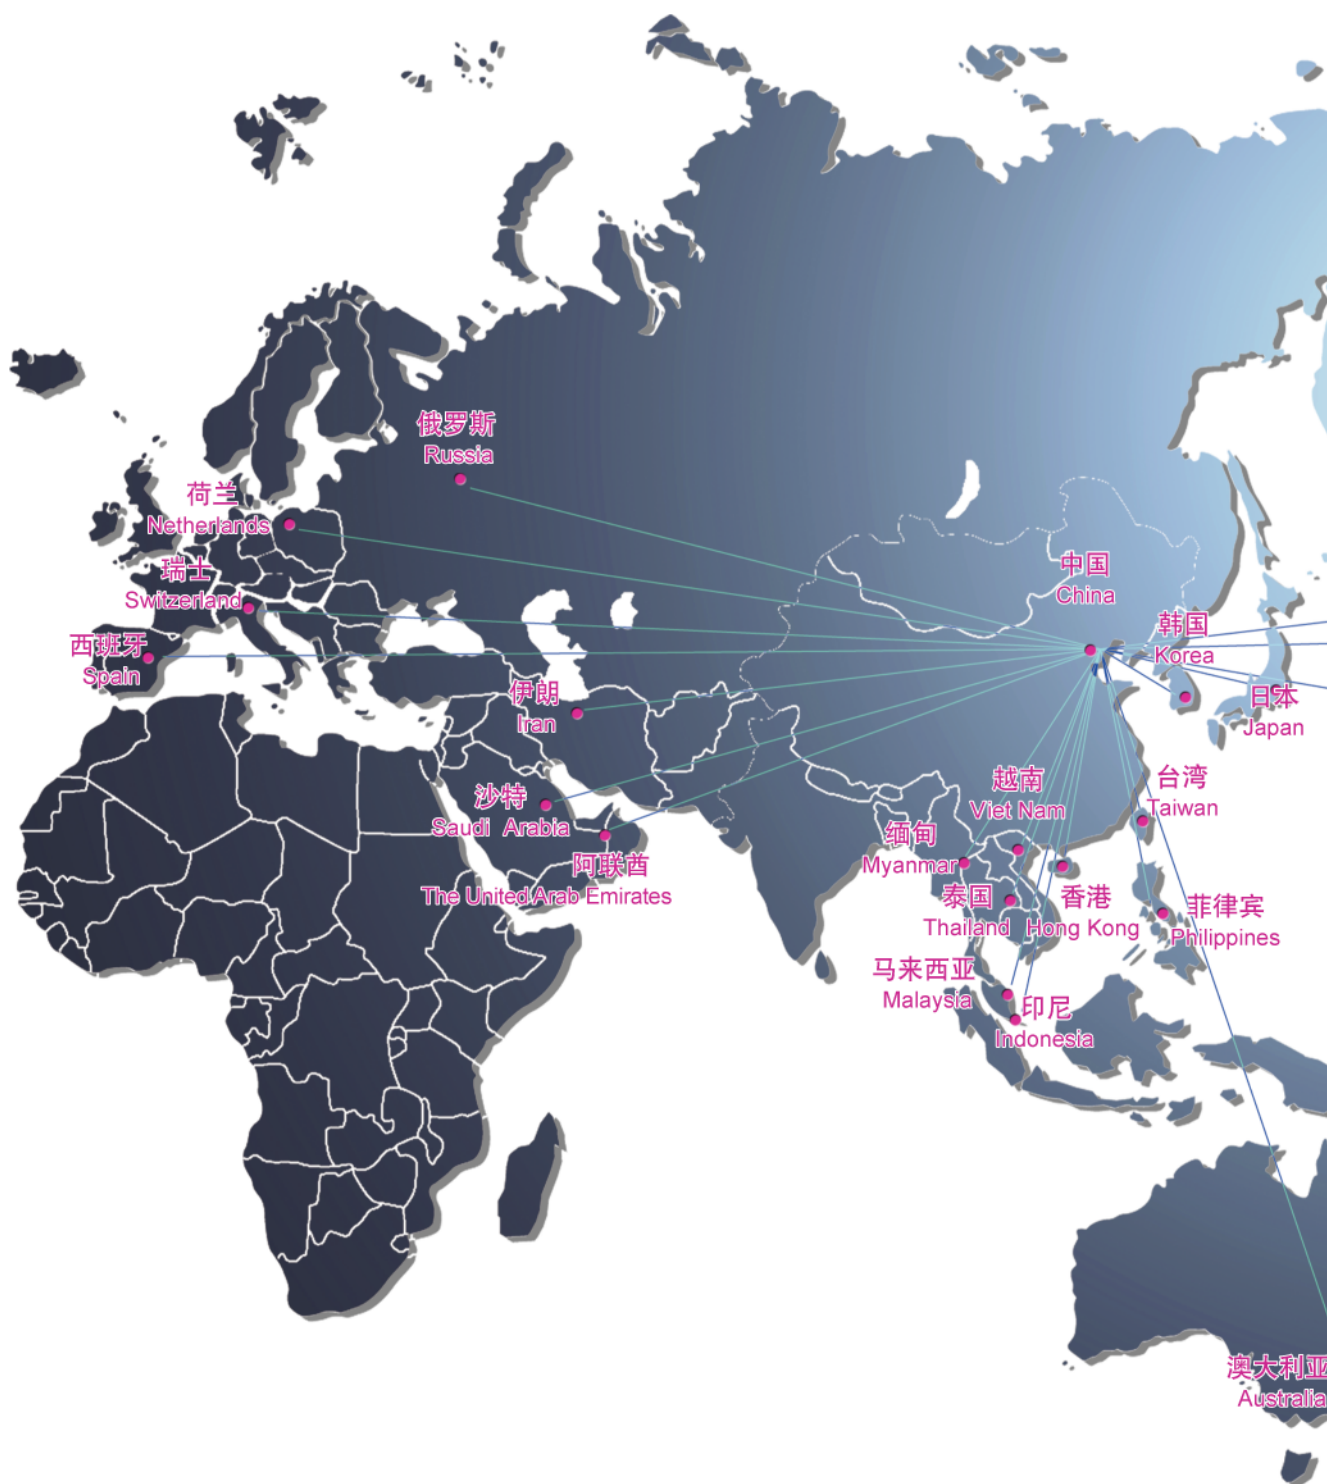 俄罗斯
Russia
荷兰
Netherlands
瑞士
Switzerland
西班牙
Spain
中国
China
韩国
Korea
日本
Japan
伊朗
Iran
沙特
Saudi Arabia
阿联酋
The United Arab Emirates
越南
Viet Nam
台湾
Taiwan
缅甸
Myanmar
泰国
Thailand
香港
Hong Kong
菲律宾
Philippines
马来西亚
Malaysia
印尼
Indonesia
澳大利亚
Australia